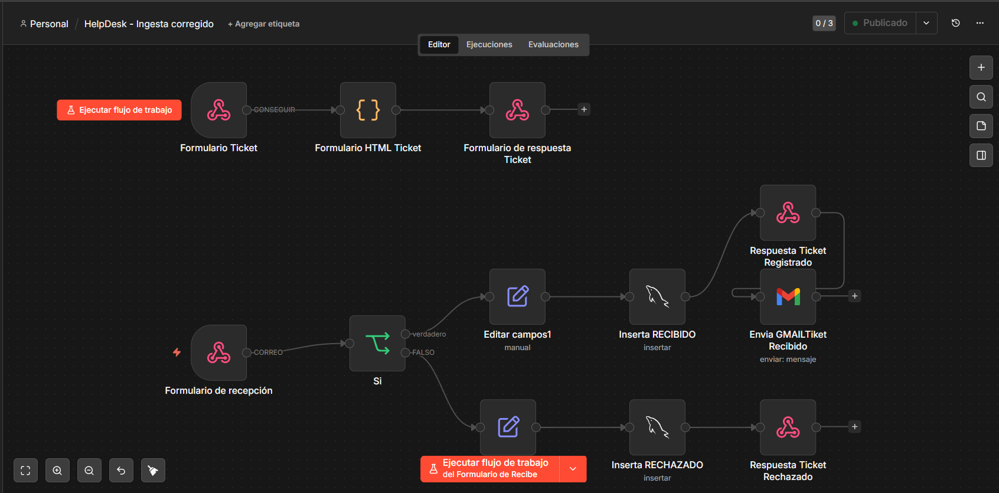 Personal / HelpDesk - Ingesta corregido + Agregar etiqueta
0 / 3
Publicado
Editor
Ejecuciones
Evaluaciones
Ejecutar flujo de trabajo
CONSEGUIR
Formulario Ticket
Formulario HTML Ticket
Formulario de respuesta
Ticket
Respuesta Ticket
Registrado
CORREO
Formulario de recepción
verdadero
FALSO
Si
Editar campos1
manual
Inserta RECIBIDO
insertar
Envia GMAILTiket
Recibido
enviar: mensaje
Ejecutar flujo de trabajo
del Formulario de Recibe
Inserta RECHAZADO
insertar
Respuesta Ticket
Rechazado